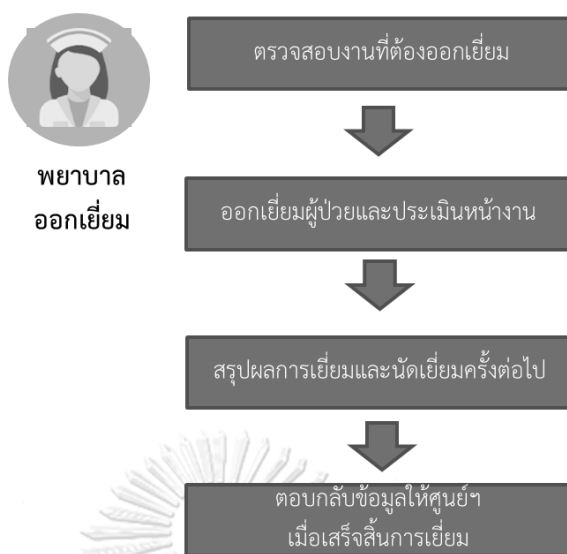 ตรวจสอบงานที่ต้องออกเยี่ยม
พยาบาล
ออกเยี่ยม
ออกเยี่ยมผู้ป่วยและประเมินหน้างาน
สรุปผลการเยี่ยมและนัดเยี่ยมครั้งต่อไป
ตอบกลับข้อมูลให้ศูนย์ฯ
เมื่อเสร็จสิ้นการเยี่ยม